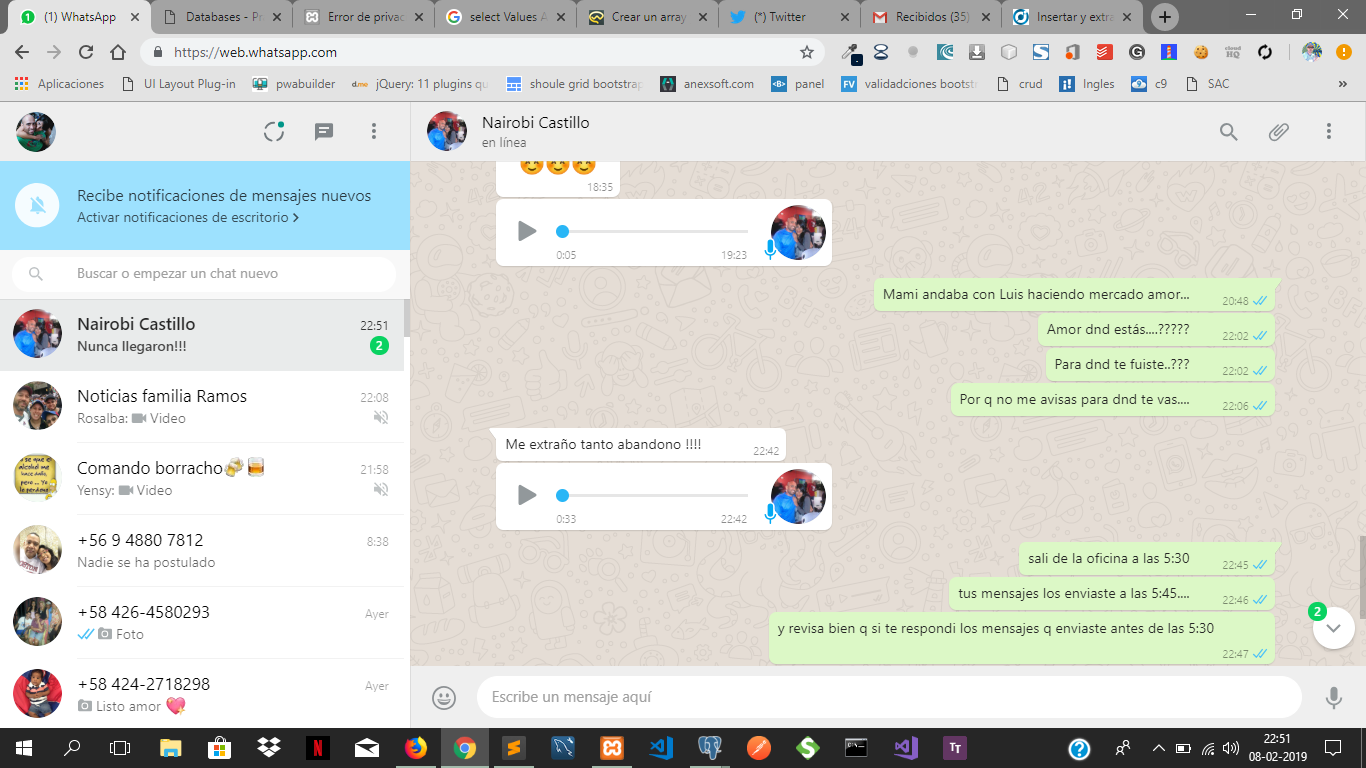 (1) WhatsApp
Databases - Pr
Error de privac
select Values A
Crear un array
(*) Twitter
Recibidos (35)
Insertar y extra
https://web.whatsapp.com
Aplicaciones
UI Layout Plug-in
pwabuilder
jQuery: 11 plugins qu
shoule grid bootstrap
anexsoft.com
panel
validadciones bootst
crud
Ingles
c9
SAC
Recibe notificaciones de mensajes nuevos
Activar notificaciones de escritorio >
Buscar o empezar un chat nuevo
Nairobi Castillo 22:51
Nunca llegaron!!! 2
Noticias familia Ramos 22:08
Rosalba: Video
Comando borracho🍻🥃 21:58
Yensy: Video
+56 9 4880 7812 8:38
Nadie se ha postulado
+58 426-4580293 Ayer
Foto
+58 424-2718298 Ayer
Listo amor 💖
Nairobi Castillo
en línea
😊😊😊
18:35
0:05 19:23
Mami andaba con Luis haciendo mercado amor... 20:48
Amor dnd estás....????? 22:02
Para dnd te fuiste..??? 22:02
Por q no me avisas para dnd te vas.... 22:06
Me extraño tanto abandono !!!! 22:42
0:33 22:42
sali de la oficina a las 5:30 22:45
tus mensajes los enviaste a las 5:45.... 22:46
y revisa bien q si te respondi los mensajes q enviaste antes de las 5:30
22:47
2
Escribe un mensaje aquí
22:51
08-02-2019